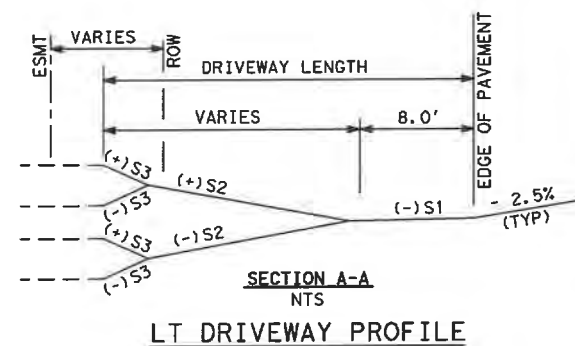 VARIES
ESMT
ROW
DRIVEWAY LENGTH
EDGE OF PAVEMENT
VARIES
8.0'
(+)S3
(+)S2
(-)S3
(-)S1
- 2.5%
(TYP)
(+)S3
(-)S2
(-)S3
SECTION A-A
NTS
LT DRIVEWAY PROFILE